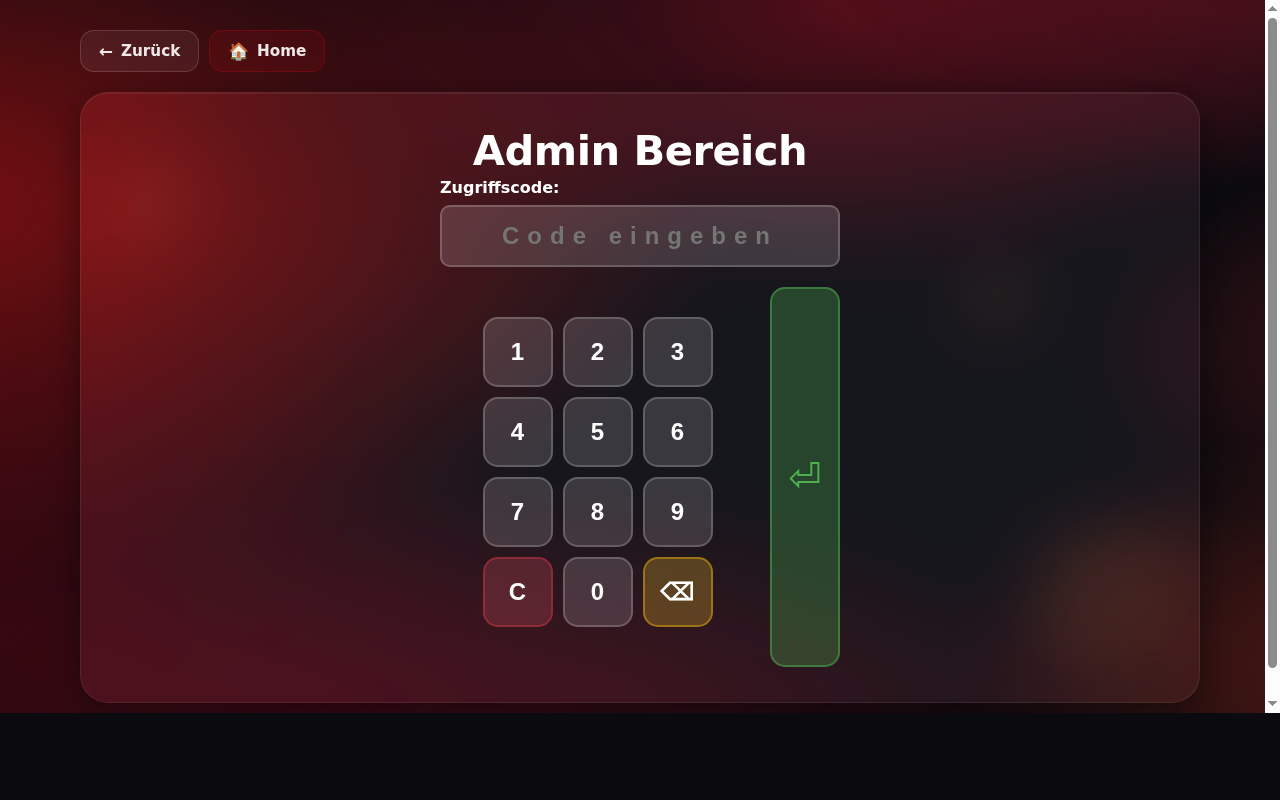 ← Zurück
🏠 Home
Admin Bereich
Zugriffscode:
Code eingeben
1 2 3
4 5 6
7 8 9
C 0 ⌫
⏎